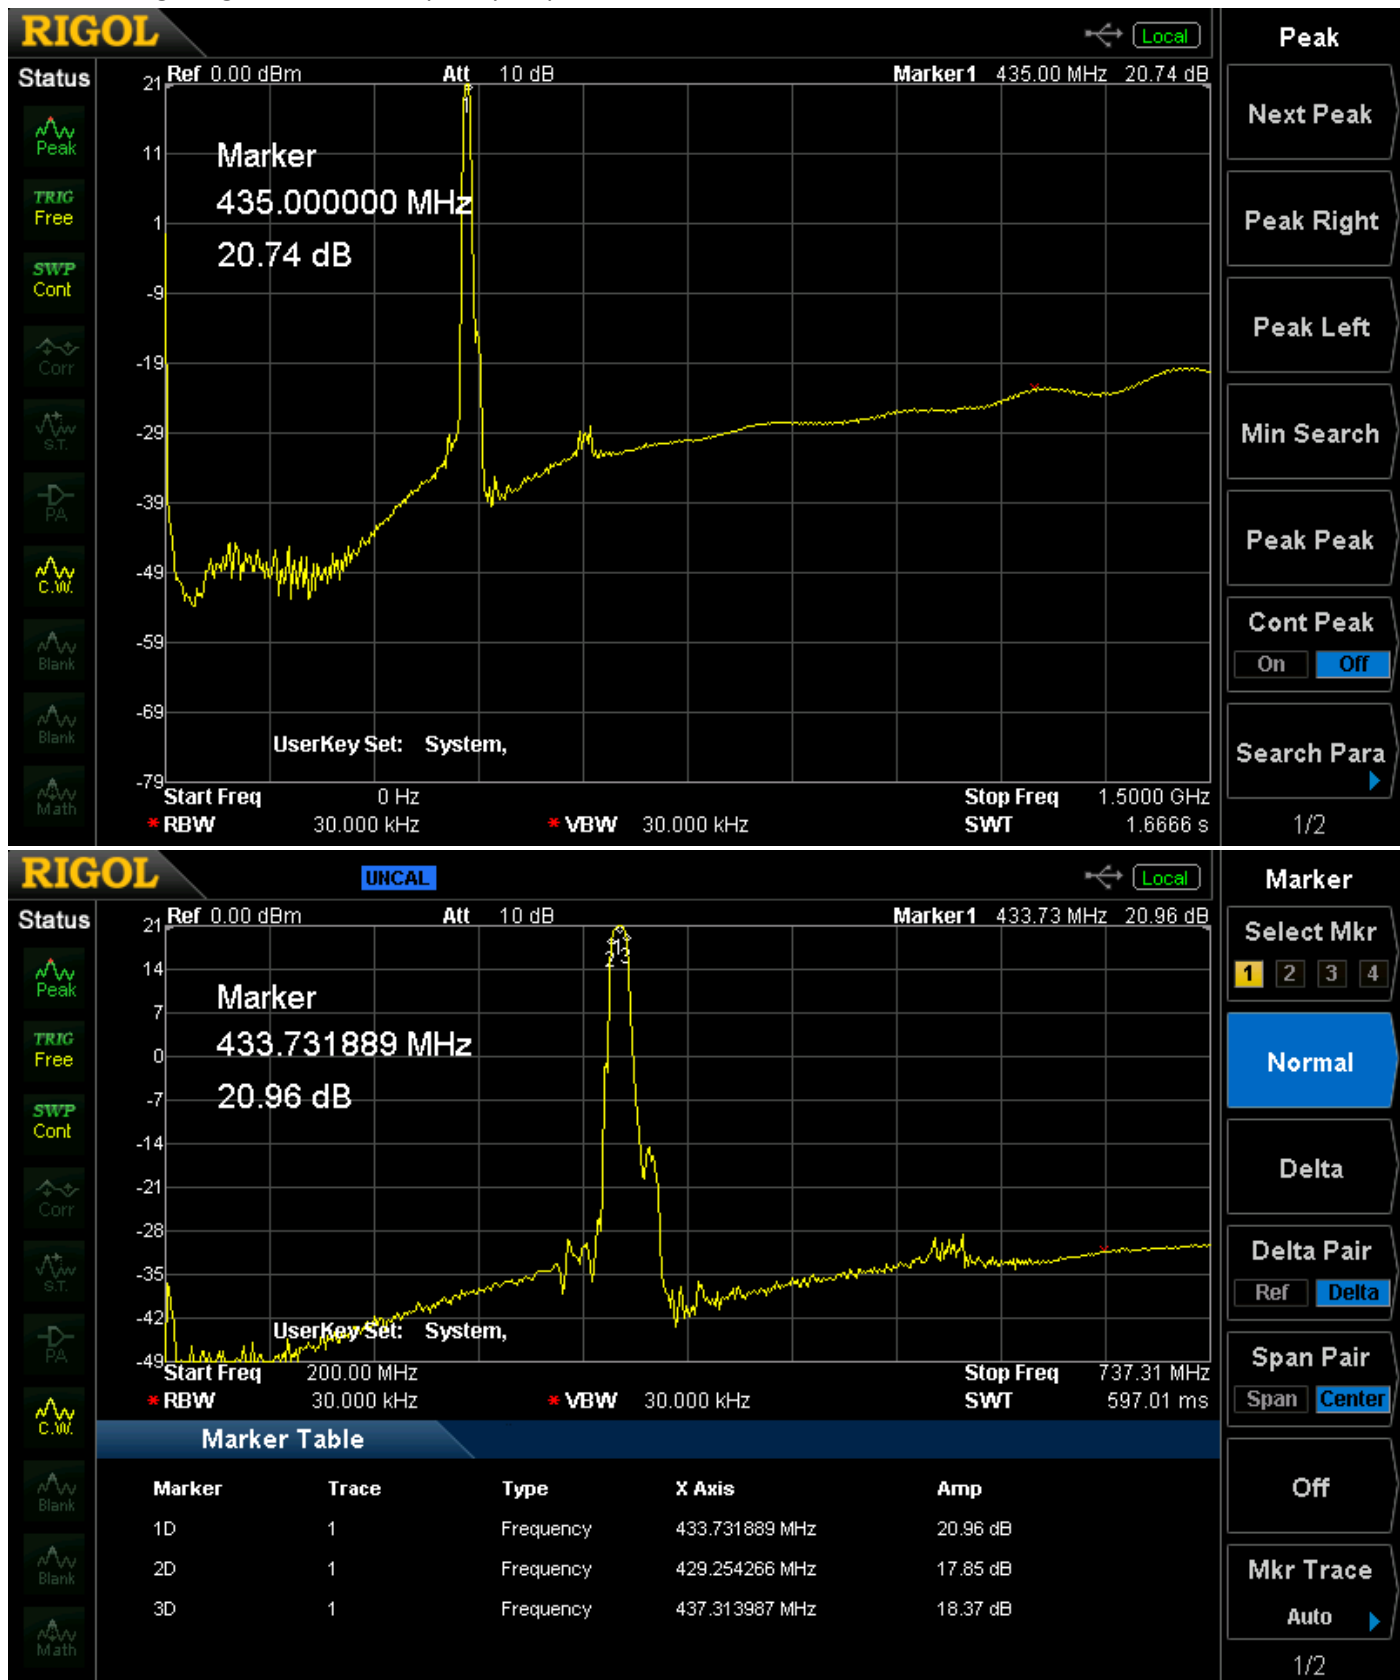 RIGOL
Local
Peak
Status
Ref 0.00 dBm Att 10 dB Marker1 435.00 MHz 20.74 dB
21
11
1
-9
-19
-29
-39
-49
-59
-69
-79
Marker
435.000000 MHz
20.74 dB
1
UserKey Set: System,
Start Freq 0 Hz Stop Freq 1.5000 GHz
* RBW 30.000 kHz * VBW 30.000 kHz SWT 1.6666 s
Peak
TRIG
Free
SWP
Cont
Corr
S.T.
PA
C.W.
Blank
Blank
Math
Next Peak
Peak Right
Peak Left
Min Search
Peak Peak
Cont Peak
On Off
Search Para
1/2
RIGOL
UNCAL
Local
Marker
Status
Ref 0.00 dBm Att 10 dB Marker1 433.73 MHz 20.96 dB
21
14
7
0
-7
-14
-21
-28
-35
-42
-49
Marker
433.731889 MHz
20.96 dB
2 1 3
UserKey Set: System,
Start Freq 200.00 MHz Stop Freq 737.31 MHz
* RBW 30.000 kHz * VBW 30.000 kHz SWT 597.01 ms
Peak
TRIG
Free
SWP
Cont
Corr
S.T.
PA
C.W.
Blank
Blank
Math
Marker Table
Marker Trace Type X Axis Amp
1D 1 Frequency 433.731889 MHz 20.96 dB
2D 1 Frequency 429.254266 MHz 17.85 dB
3D 1 Frequency 437.313987 MHz 18.37 dB
Select Mkr
1 2 3 4
Normal
Delta
Delta Pair
Ref Delta
Span Pair
Span Center
Off
Mkr Trace
Auto
1/2